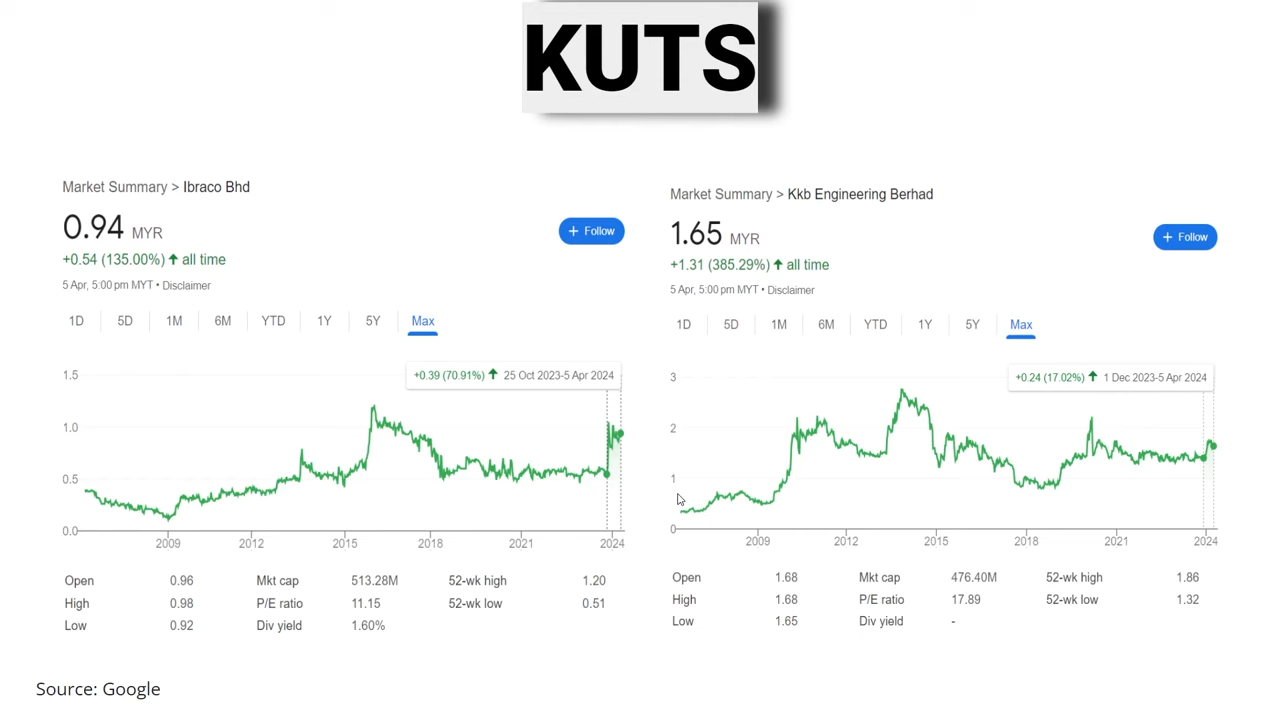 KUTS
Market Summary > Ibraco Bhd
0.94 MYR
+ Follow
+0.54 (135.00%) ↑ all time
5 Apr, 5:00 pm MYT • Disclaimer
1D 5D 1M 6M YTD 1Y 5Y Max
+0.39 (70.91%) ↑ 25 Oct 2023-5 Apr 2024
1.5
1.0
0.5
0.0
2009 2012 2015 2018 2021 2024
Open 0.96 Mkt cap 513.28M 52-wk high 1.20
High 0.98 P/E ratio 11.15 52-wk low 0.51
Low 0.92 Div yield 1.60%
Market Summary > Kkb Engineering Berhad
1.65 MYR
+ Follow
+1.31 (385.29%) ↑ all time
5 Apr, 5:00 pm MYT • Disclaimer
1D 5D 1M 6M YTD 1Y 5Y Max
+0.24 (17.02%) ↑ 1 Dec 2023-5 Apr 2024
3
2
1
0
2009 2012 2015 2018 2021 2024
Open 1.68 Mkt cap 476.40M 52-wk high 1.86
High 1.68 P/E ratio 17.89 52-wk low 1.32
Low 1.65 Div yield -
Source: Google